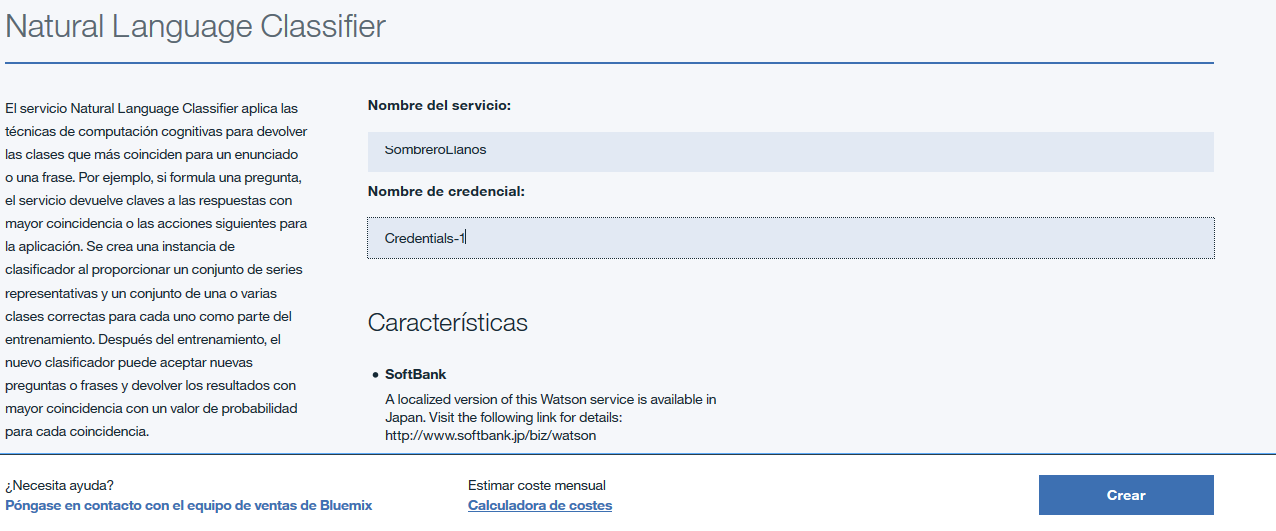 Natural Language Classifier
El servicio Natural Language Classifier aplica las
técnicas de computación cognitivas para devolver
las clases que más coinciden para un enunciado
o una frase. Por ejemplo, si formula una pregunta,
el servicio devuelve claves a las respuestas con
mayor coincidencia o las acciones siguientes para
la aplicación. Se crea una instancia de
clasificador al proporcionar un conjunto de series
representativas y un conjunto de una o varias
clases correctas para cada uno como parte del
entrenamiento. Después del entrenamiento, el
nuevo clasificador puede aceptar nuevas
preguntas o frases y devolver los resultados con
mayor coincidencia con un valor de probabilidad
para cada coincidencia.
Nombre del servicio:
SombreroLlanos
Nombre de credencial:
Credentials-1
Características
• SoftBank
A localized version of this Watson service is available in
Japan. Visit the following link for details:
http://www.softbank.jp/biz/watson
¿Necesita ayuda?
Póngase en contacto con el equipo de ventas de Bluemix
Estimar coste mensual
Calculadora de costes
Crear